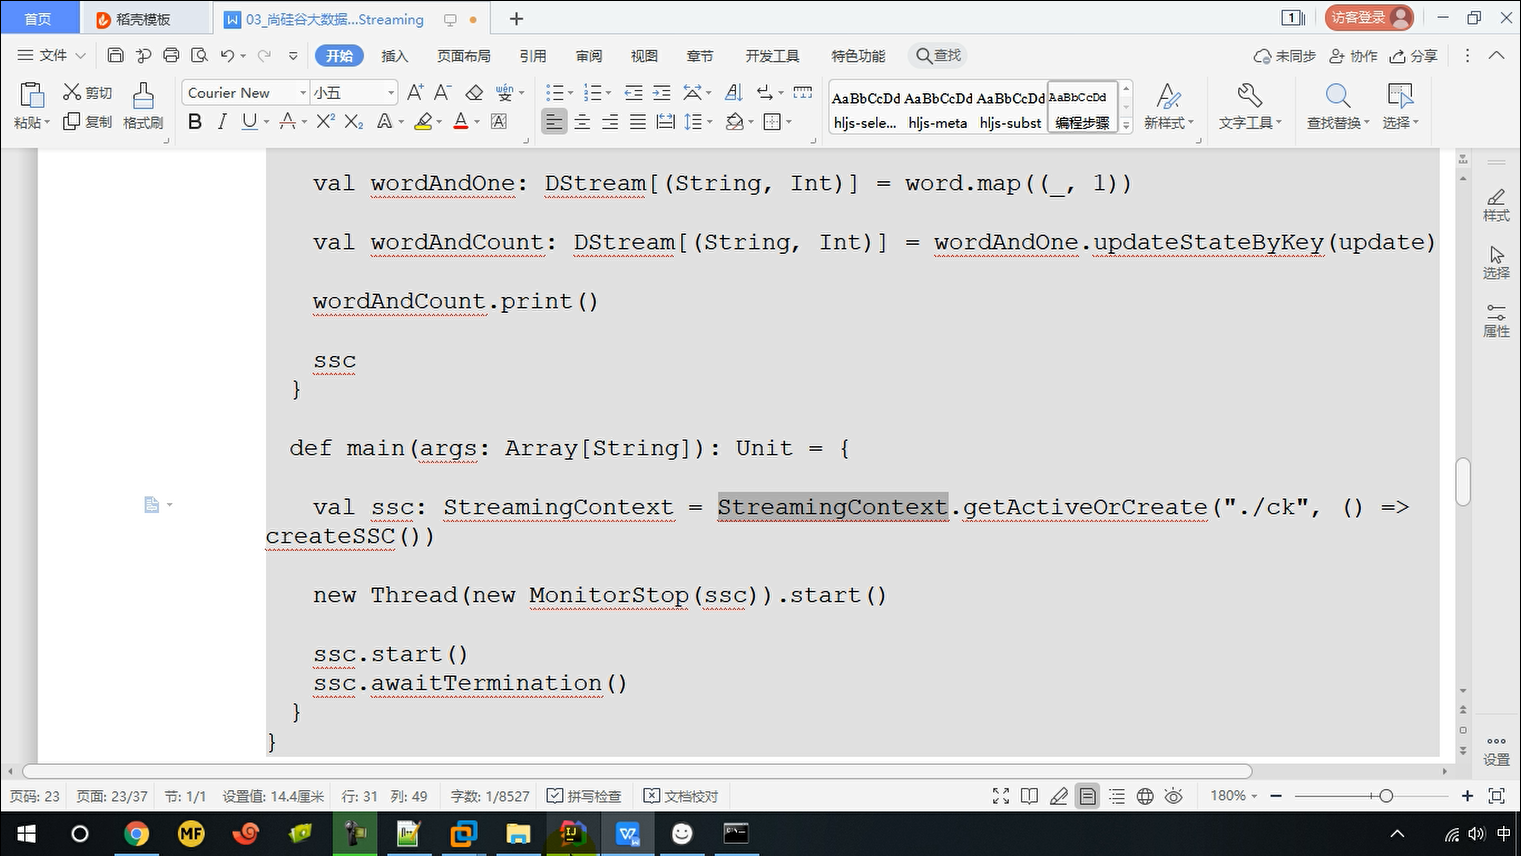 首页
稻壳模板
03_尚硅谷大数据...Streaming
1
访客登录
文件
开始
插入
页面布局
引用
审阅
视图
章节
开发工具
特色功能
查找
未同步
协作
分享
粘贴
剪切
复制
格式刷
Courier New
小五
AaBbCcDd AaBbCcDd AaBbCcDd AaBbCcDd
hljs-sele... hljs-meta hljs-subst 编程步骤
新样式
文字工具
查找替换
选择
val wordAndOne: DStream[(String, Int)] = word.map((_, 1))
val wordAndCount: DStream[(String, Int)] = wordAndOne.updateStateByKey(update)
wordAndCount.print()
ssc
}
def main(args: Array[String]): Unit = {
val ssc: StreamingContext = StreamingContext.getActiveOrCreate("./ck", () =>
createSSC())
new Thread(new MonitorStop(ssc)).start()
ssc.start()
ssc.awaitTermination()
}
}
样式
选择
属性
设置
页码: 23 页面: 23/37 节: 1/1 设置值: 14.4厘米 行: 31 列: 49 字数: 1/8527 拼写检查 文档校对 180%
MF
中